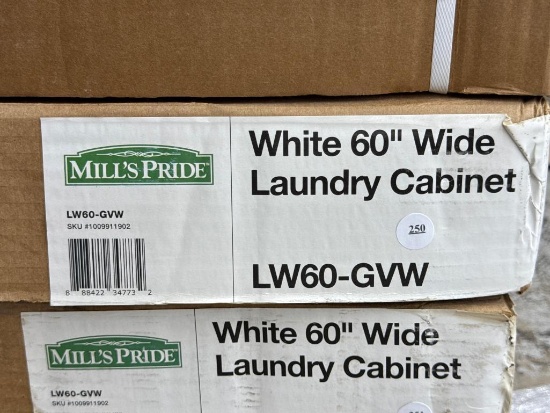 MILL'S PRIDE
LW60-GVW
SKU #1009911902
8 88422 34773 2
White 60" Wide
Laundry Cabinet
250
LW60-GVW
MILL'S PRIDE
LW60-GVW
SKU #1009911902
White 60" Wide
Laundry Cabinet